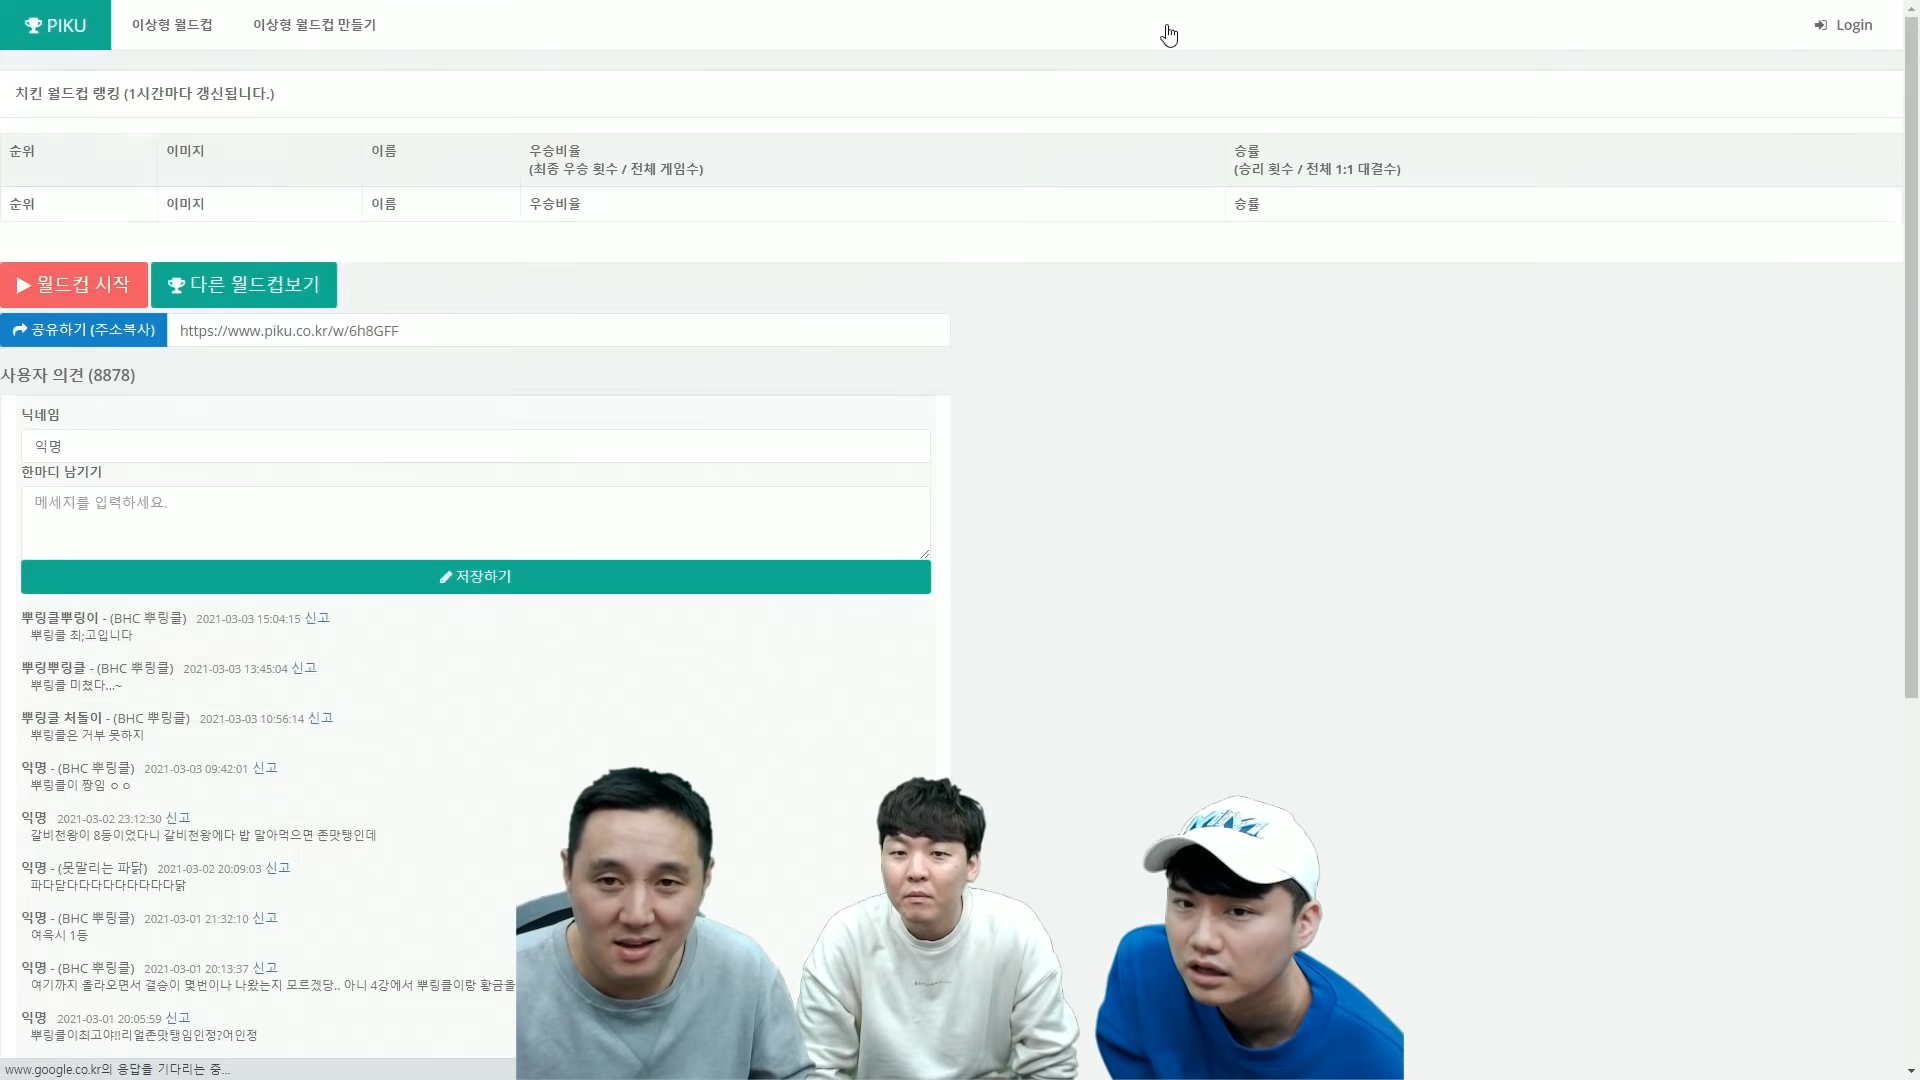 PIKU 이상형 월드컵 이상형 월드컵 만들기 Login
치킨 월드컵 랭킹 (1시간마다 갱신됩니다.)
순위 이미지 이름 우승비율 승률
(최종 우승 횟수 / 전체 게임수) (승리 횟수 / 전체 1:1 대결수)
순위 이미지 이름 우승비율 승률
월드컵 시작 다른 월드컵보기
공유하기 (주소복사) https://www.piku.co.kr/w/6h8GFF
사용자 의견 (8878)
닉네임
익명
한마디 남기기
메세지를 입력하세요.
저장하기
뿌링클뿌링이 - (BHC 뿌링클) 2021-03-03 15:04:15 신고
뿌링클 최;고입니다
뿌링뿌링클 - (BHC 뿌링클) 2021-03-03 13:45:04 신고
뿌링클 미쳤다...~
뿌링클 처돌이 - (BHC 뿌링클) 2021-03-03 10:56:14 신고
뿌링클은 거부 못하지
익명 - (BHC 뿌링클) 2021-03-03 09:42:01 신고
뿌링클이 짱임 ㅇㅇ
익명 2021-03-02 23:12:30 신고
갈비천왕이 8등이었다니 갈비천왕에다 밥 말아먹으면 존맛탱인데
익명 - (못말리는 파닭) 2021-03-02 20:09:03 신고
파다닫다다다다다다다다다닭
익명 - (BHC 뿌링클) 2021-03-01 21:32:10 신고
여윽시 1등
익명 - (BHC 뿌링클) 2021-03-01 20:13:37 신고
여기까지 올라오면서 결승이 몇번이나 나왔는지 모르겠당.. 아니 4강에서 뿌링클이랑 황금올
익명 2021-03-01 20:05:59 신고
뿌링클이최고야!!리얼존맛탱임인정?어인정
www.google.co.kr의 응답을 기다리는 중...